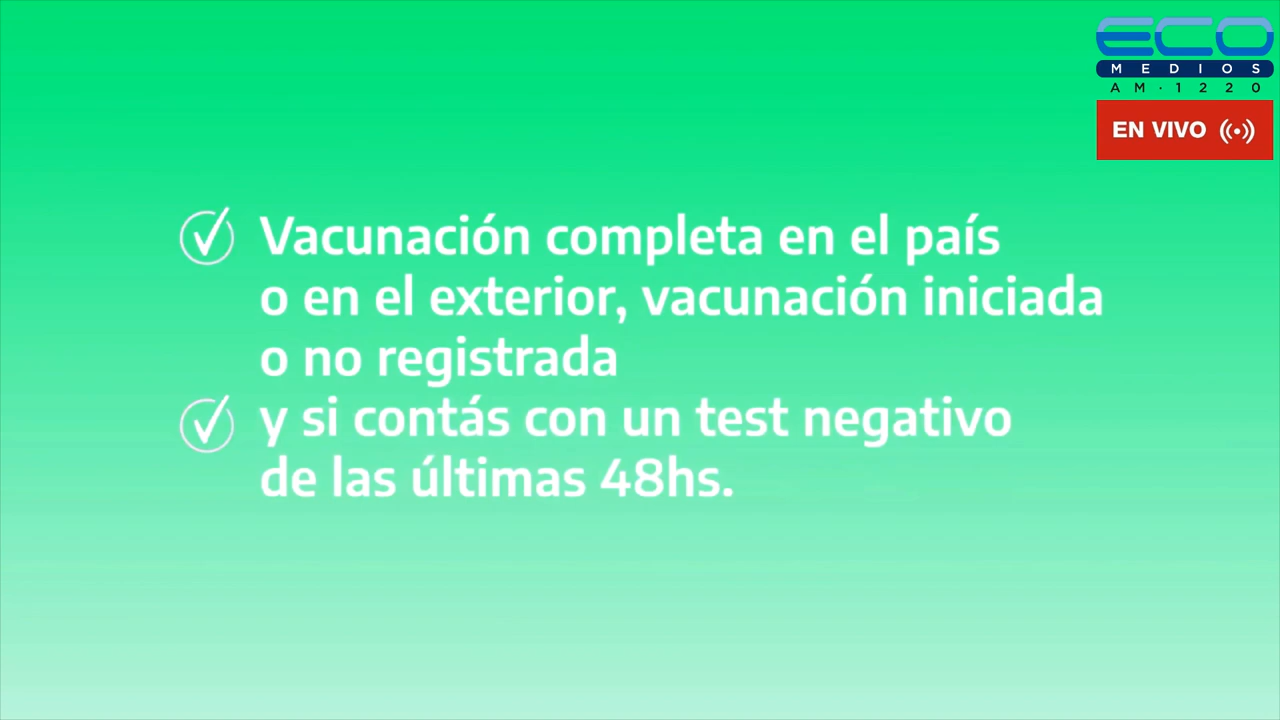 ECO
MEDIOS
AM·1220
EN VIVO
Vacunación completa en el país
o en el exterior, vacunación iniciada
o no registrada
y si contás con un test negativo
de las últimas 48hs.